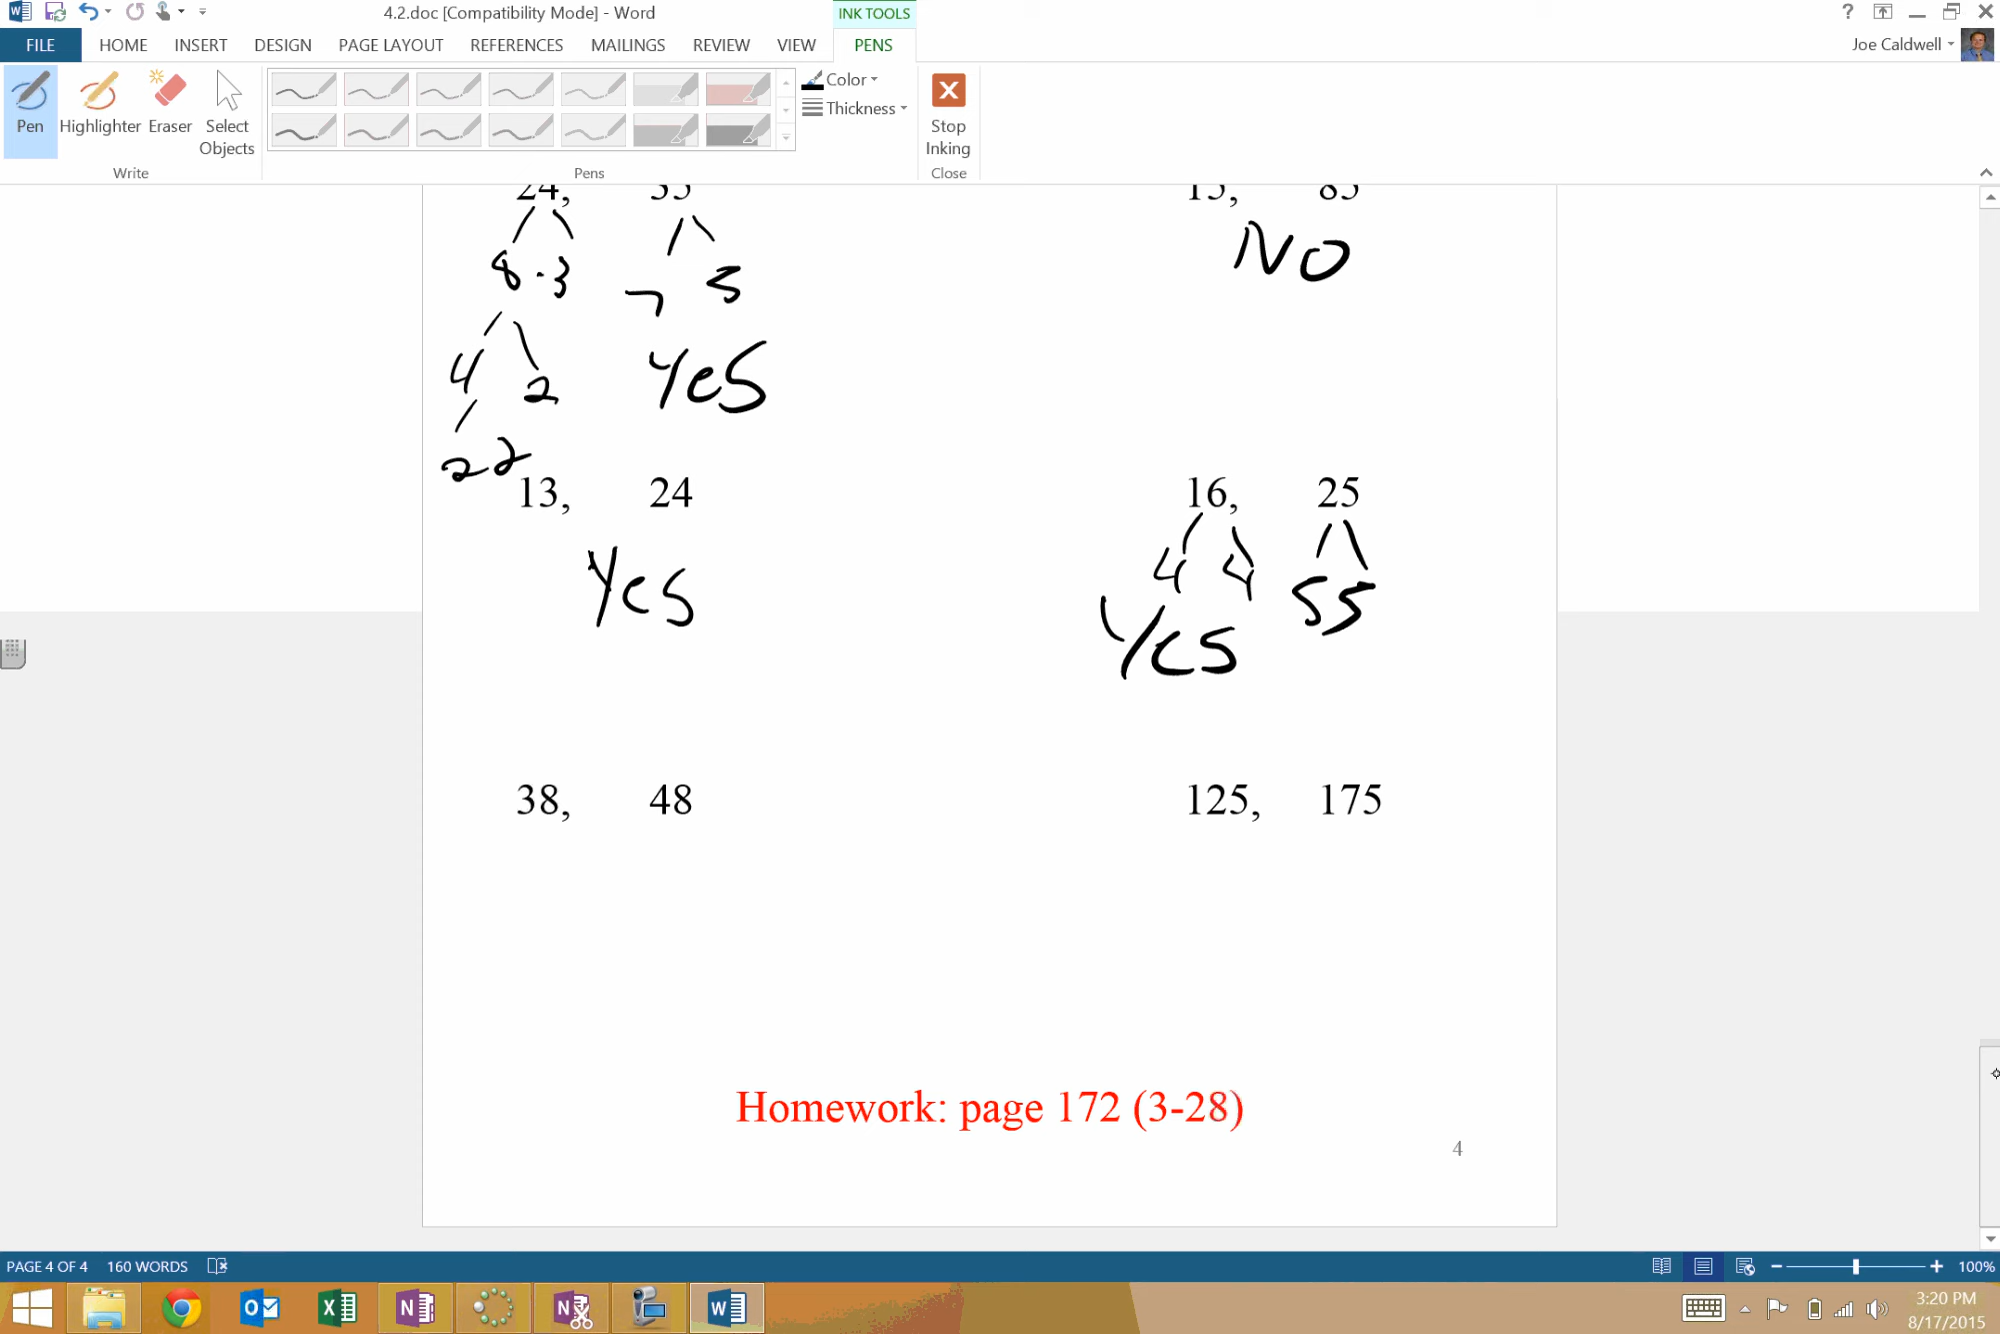 4.2.doc [Compatibility Mode] - Word
INK TOOLS
?
FILE HOME INSERT DESIGN PAGE LAYOUT REFERENCES MAILINGS REVIEW VIEW PENS
Joe Caldwell
Pen Highlighter Eraser Select Objects
Color
Thickness
Stop Inking
Write Pens Close
24, 35 15, 85
8 · 3 7 5 NO
4 2 Yes
2 2
13, 24 16, 25
4 4 5 5
Yes Yes
38, 48 125, 175
Homework: page 172 (3-28)
4
PAGE 4 OF 4 160 WORDS 100%
3:20 PM
8/17/2015